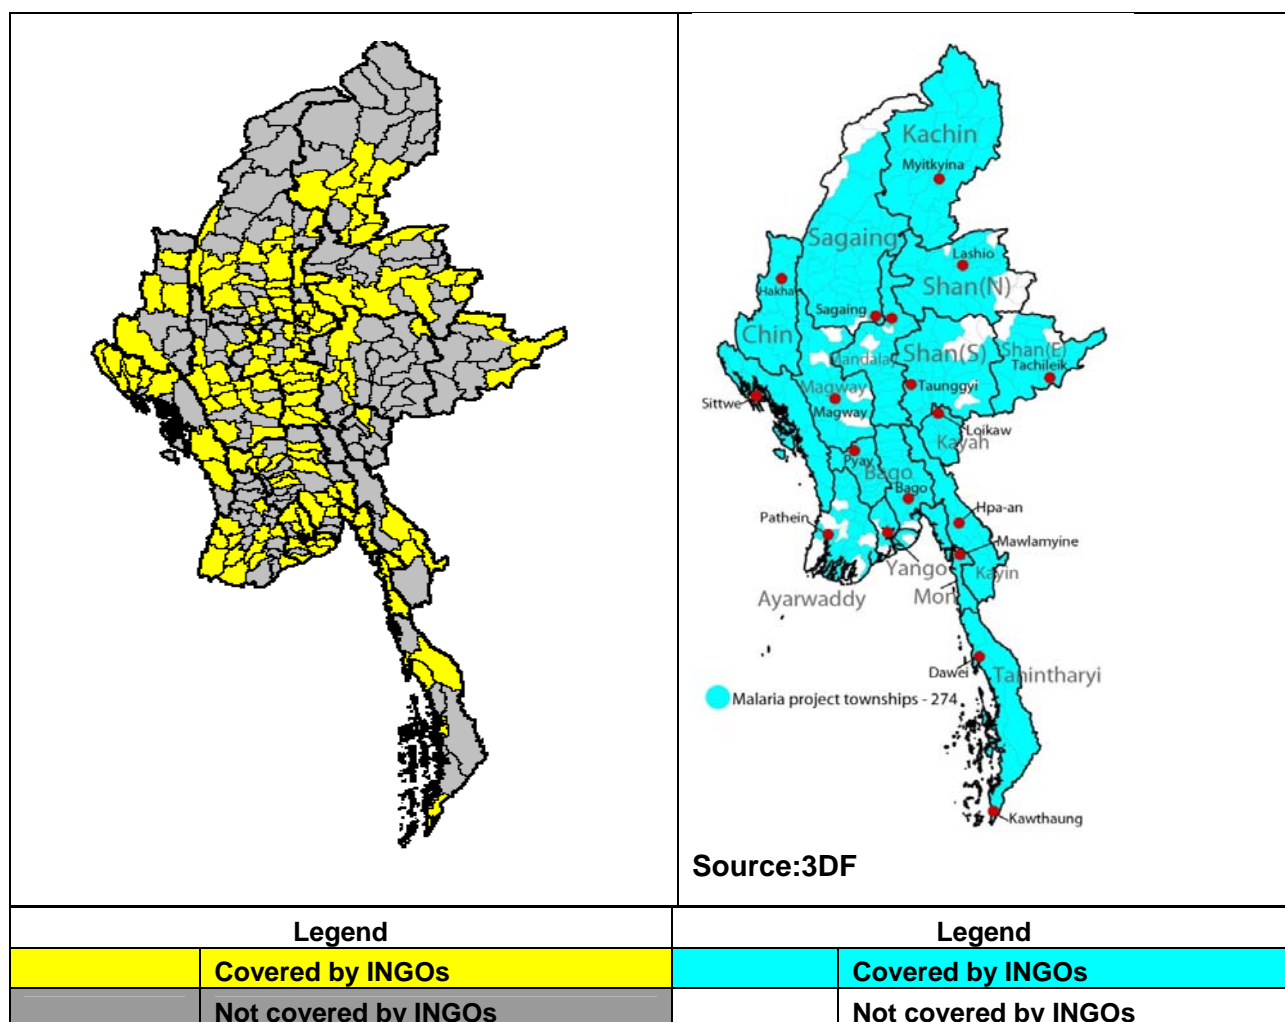 Kachin
Myitkyina
Sagaing
Lashio
Shan(N)
Hakha
Sagaing
Chin
Mandalay
Shan(S)
Shan(E)
Tachileik
Magway
Taunggyi
Sittwe
Magway
Loikaw
Kayah
Pyay
Bago
Bago
Pathein
Hpa-an
Mawlamyine
Yango
Kayin
Ayarwaddy
Mon
Dawei
Tanintharyi
Malaria project townships - 274
Kawthaung
Source:3DF
Legend
Legend
Covered by INGOs
Covered by INGOs
Not covered by INGOs
Not covered by INGOs